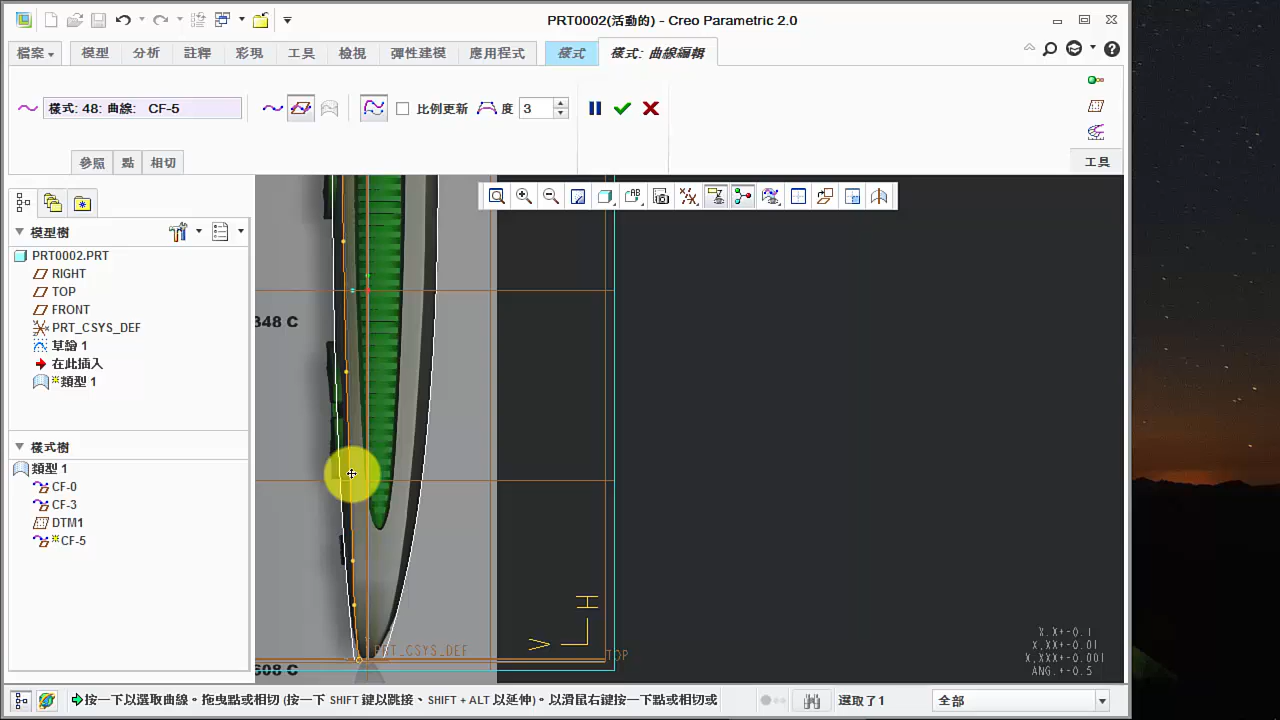 PRT0002(活動的) - Creo Parametric 2.0
檔案 模型 分析 註釋 彩現 工具 檢視 彈性建模 應用程式 樣式 樣式: 曲線編輯
樣式: 48: 曲線: CF-5 比例更新 度 3
參照 點 相切 工具
模型樹
PRT0002.PRT
RIGHT
TOP
FRONT
PRT_CSYS_DEF
草繪 1
在此插入
*類型 1
樣式樹
類型 1
CF-0
CF-3
DTM1
*CF-5
348 C
608 C
PRT_CSYS_DEF
TOP
H
V
X.X+-0.1
X.XX+-0.01
X.XXX+-0.001
ANG.+-0.5
按一下以選取曲線。拖曳點或相切 (按一下 SHIFT 鍵以跳接、SHIFT + ALT 以延伸)。以滑鼠右鍵按一下點或相切或
選取了1
全部